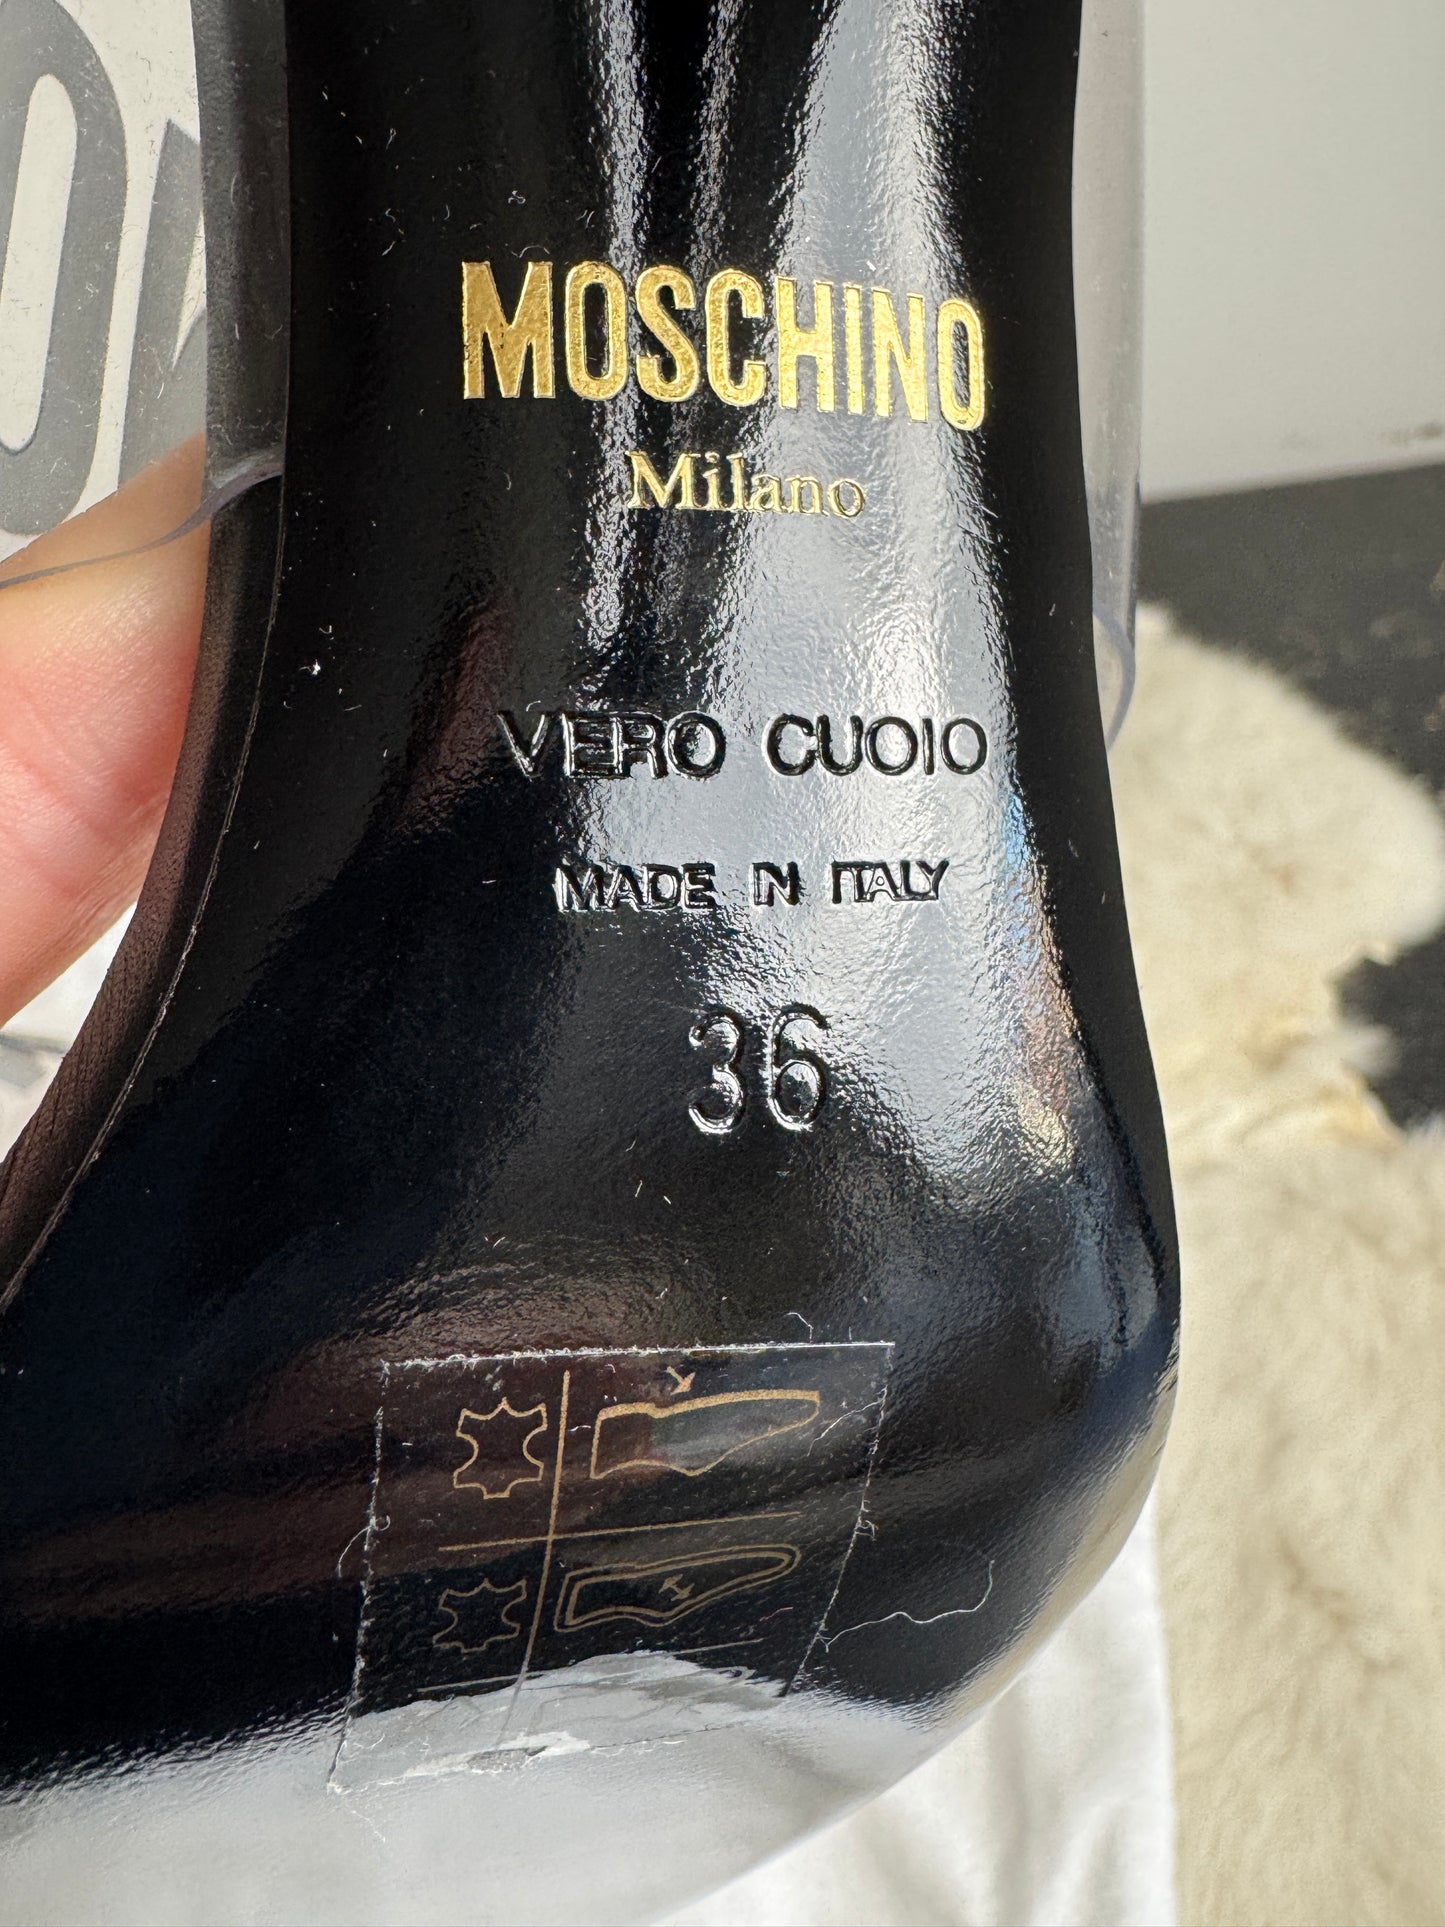 MOSCHINO
Milano
VERO CUOIO
MADE IN ITALY
36